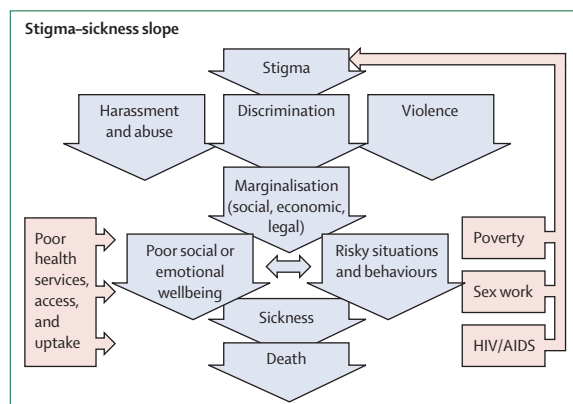 Stigma–sickness slope
Stigma
Harassment
and abuse
Discrimination
Violence
Marginalisation
(social, economic,
legal)
Poor
health
services,
access,
and
uptake
Poor social or
emotional
wellbeing
Risky situations
and behaviours
Poverty
Sex work
HIV/AIDS
Sickness
Death